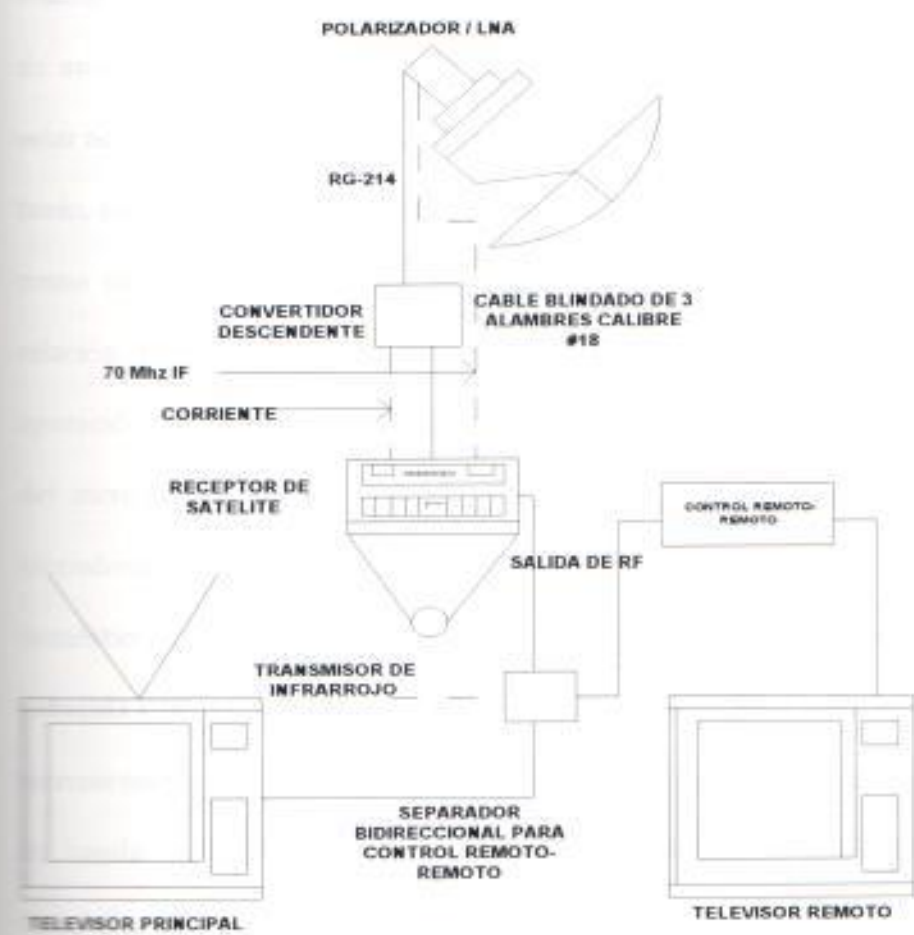 POLARIZADOR / LNA
RG-214
CONVERTIDOR
DESCENDENTE
CABLE BLINDADO DE 3
ALAMBRES CALIBRE
#18
70 Mhz IF
CORRIENTE
RECEPTOR DE
SATELITE
CONTROL REMOTO-
REMOTO
SALIDA DE RF
TRANSMISOR DE
INFRARROJO
SEPARADOR
BIDIRECCIONAL PARA
CONTROL REMOTO-
REMOTO
TELEVISOR PRINCIPAL
TELEVISOR REMOTO